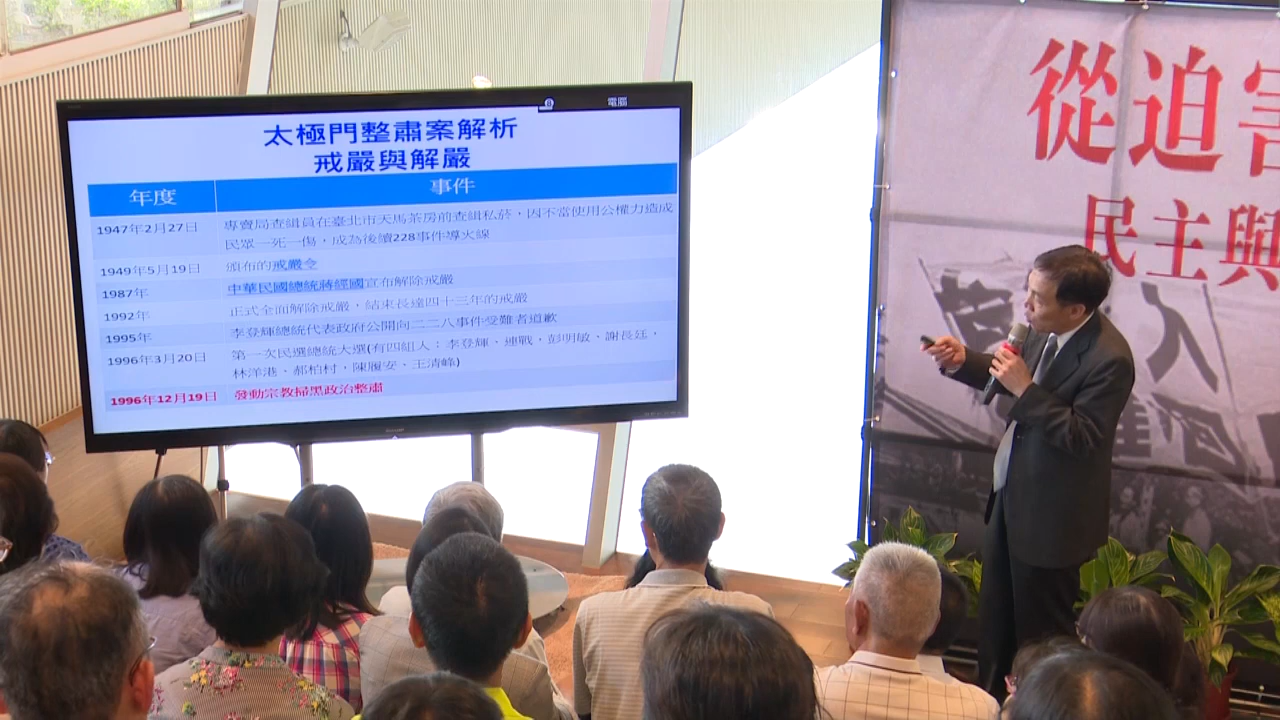 電腦
太極門整肅案解析
戒嚴與解嚴
年度 事件
1947年2月27日 專賣局查緝員在臺北市天馬茶房前查緝私菸，因不當使用公權力造成
民眾一死一傷，成為後續228事件導火線
1949年5月19日 頒布的戒嚴令
1987年 中華民國總統蔣經國宣布解除戒嚴
1992年 正式全面解除戒嚴，結束長達四十三年的戒嚴
1995年 李登輝總統代表政府公開向二二八事件受難者道歉
1996年3月20日 第一次民選總統大選(有四組人；李登輝、連戰，彭明敏、謝長廷，
林洋港、郝柏村，陳履安、王清峰)
1996年12月19日 發動宗教掃黑政治整肅
從迫害
民主與